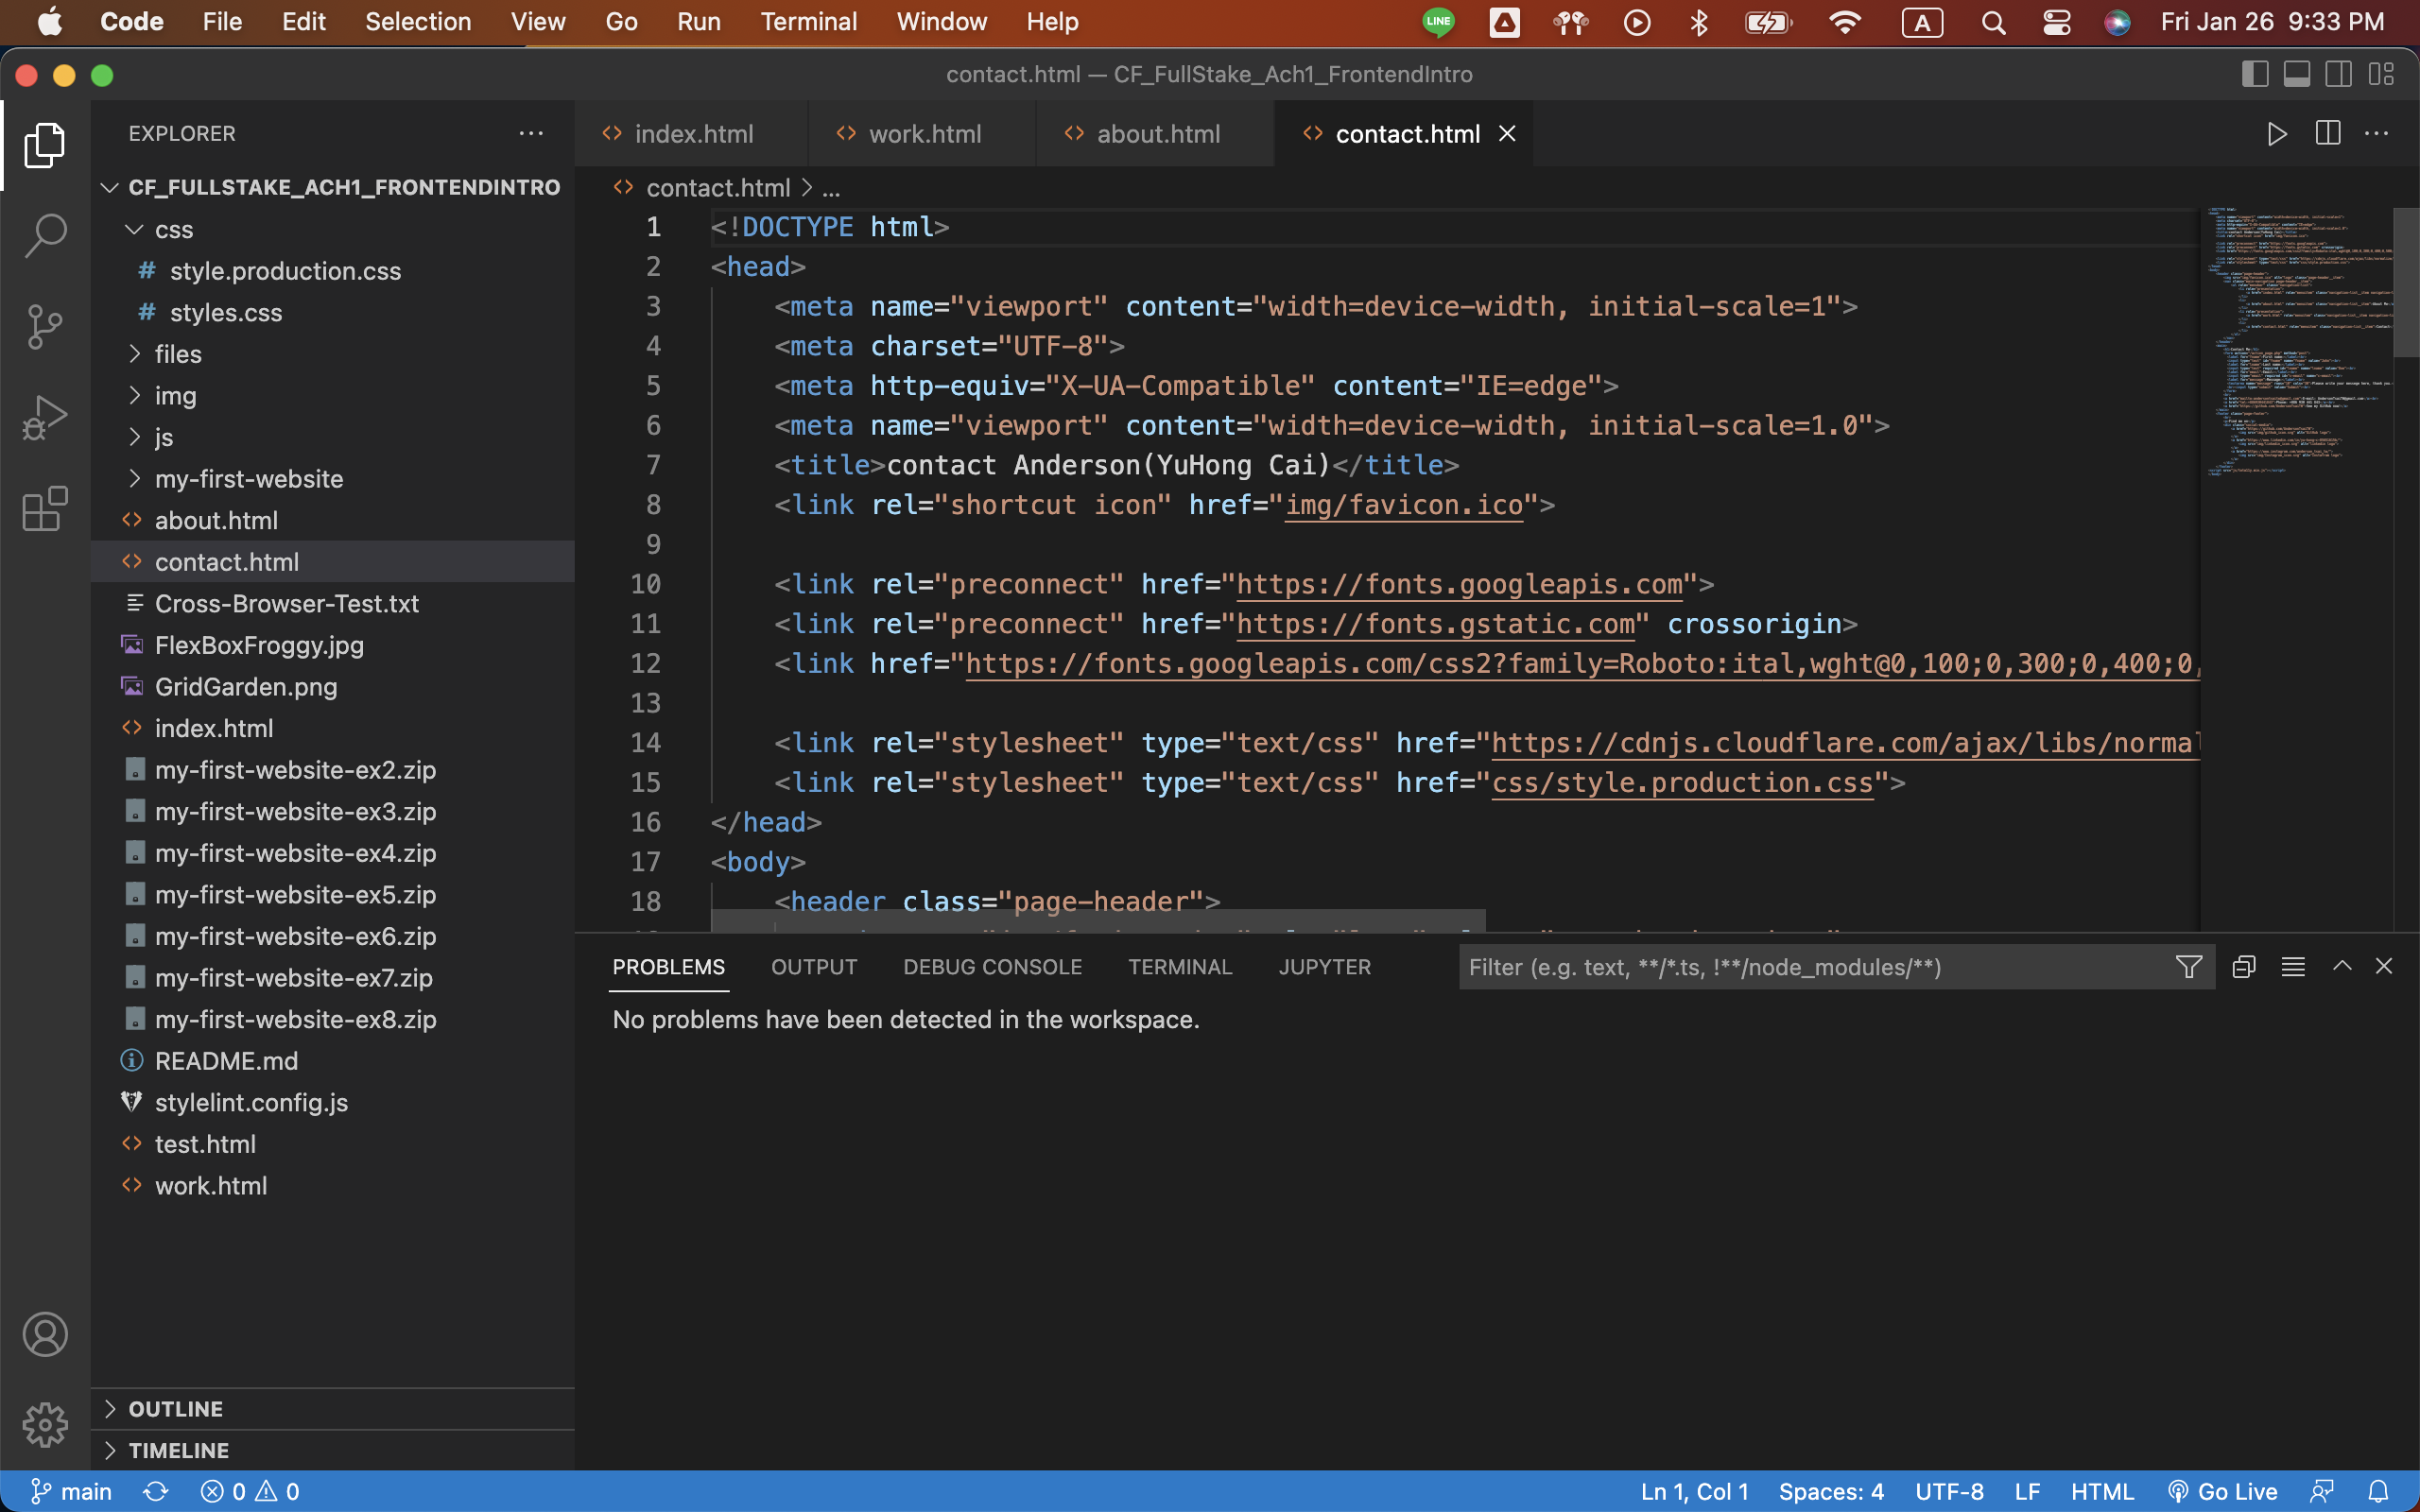 Code File Edit Selection View Go Run Terminal Window Help LINE A Fri Jan 26 9:33 PM
contact.html — CF_FullStake_Ach1_FrontendIntro
EXPLORER
CF_FULLSTAKE_ACH1_FRONTENDINTRO
css
style.production.css
styles.css
files
img
js
my-first-website
about.html
contact.html
Cross-Browser-Test.txt
FlexBoxFroggy.jpg
GridGarden.png
index.html
my-first-website-ex2.zip
my-first-website-ex3.zip
my-first-website-ex4.zip
my-first-website-ex5.zip
my-first-website-ex6.zip
my-first-website-ex7.zip
my-first-website-ex8.zip
README.md
stylelint.config.js
test.html
work.html
OUTLINE
TIMELINE
index.html work.html about.html contact.html
contact.html > ...
1 <!DOCTYPE html>
2 <head>
3 <meta name="viewport" content="width=device-width, initial-scale=1">
4 <meta charset="UTF-8">
5 <meta http-equiv="X-UA-Compatible" content="IE=edge">
6 <meta name="viewport" content="width=device-width, initial-scale=1.0">
7 <title>contact Anderson(YuHong Cai)</title>
8 <link rel="shortcut icon" href="img/favicon.ico">
9
10 <link rel="preconnect" href="https://fonts.googleapis.com">
11 <link rel="preconnect" href="https://fonts.gstatic.com" crossorigin>
12 <link href="https://fonts.googleapis.com/css2?family=Roboto:ital,wght@0,100;0,300;0,400;0,
13
14 <link rel="stylesheet" type="text/css" href="https://cdnjs.cloudflare.com/ajax/libs/normal
15 <link rel="stylesheet" type="text/css" href="css/style.production.css">
16 </head>
17 <body>
18 <header class="page-header">
PROBLEMS OUTPUT DEBUG CONSOLE TERMINAL JUPYTER Filter (e.g. text, **/*.ts, !**/node_modules/**)
No problems have been detected in the workspace.
main 0 0 Ln 1, Col 1 Spaces: 4 UTF-8 LF HTML Go Live